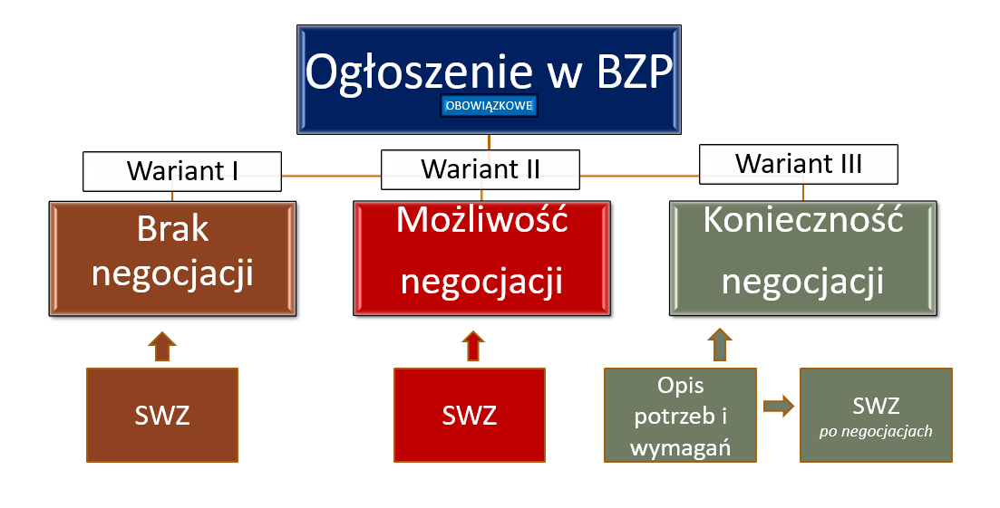 Ogłoszenie w BZP
OBOWIĄZKOWE
Wariant I
Wariant II
Wariant III
Brak
negocjacji
Możliwość
negocjacji
Konieczność
negocjacji
SWZ
SWZ
Opis
potrzeb i
wymagań
SWZ
po negocjacjach